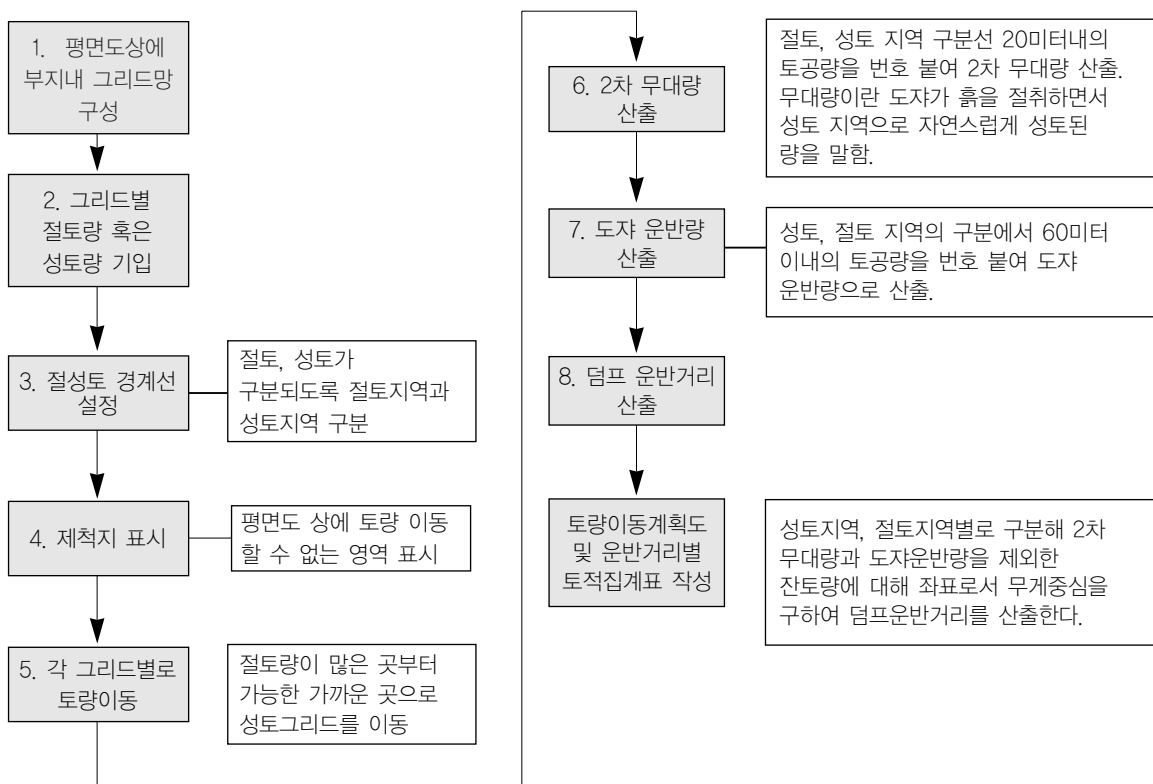 1. 평면도상에
부지내 그리드망
구성
2. 그리드별
절토량 혹은
성토량 기입
3. 절성토 경계선
설정
절토, 성토가
구분되도록 절토지역과
성토지역 구분
4. 제척지 표시
평면도 상에 토량 이동
할 수 없는 영역 표시
5. 각 그리드별로
토량이동
절토량이 많은 곳부터
가능한 가까운 곳으로
성토그리드를 이동
6. 2차 무대량
산출
절토, 성토 지역 구분선 20미터내의
토공량을 번호 붙여 2차 무대량 산출.
무대량이란 도쟈가 흙을 절취하면서
성토 지역으로 자연스럽게 성토된
량을 말함.
7. 도쟈 운반량
산출
성토, 절토 지역의 구분에서 60미터
이내의 토공량을 번호 붙여 도쟈
운반량으로 산출.
8. 덤프 운반거리
산출
토량이동계획도
및 운반거리별
토적집계표 작성
성토지역, 절토지역별로 구분해 2차
무대량과 도쟈운반량을 제외한
잔토량에 대해 좌표로서 무게중심을
구하여 덤프운반거리를 산출한다.